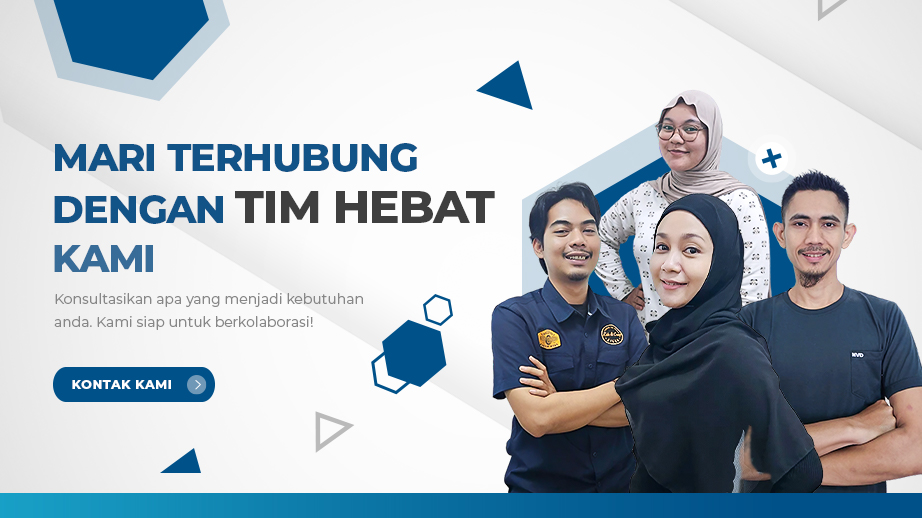 MARI TERHUBUNG
DENGAN TIM HEBAT
KAMI
Konsultasikan apa yang menjadi kebutuhan
anda. Kami siap untuk berkolaborasi!
KONTAK KAMI